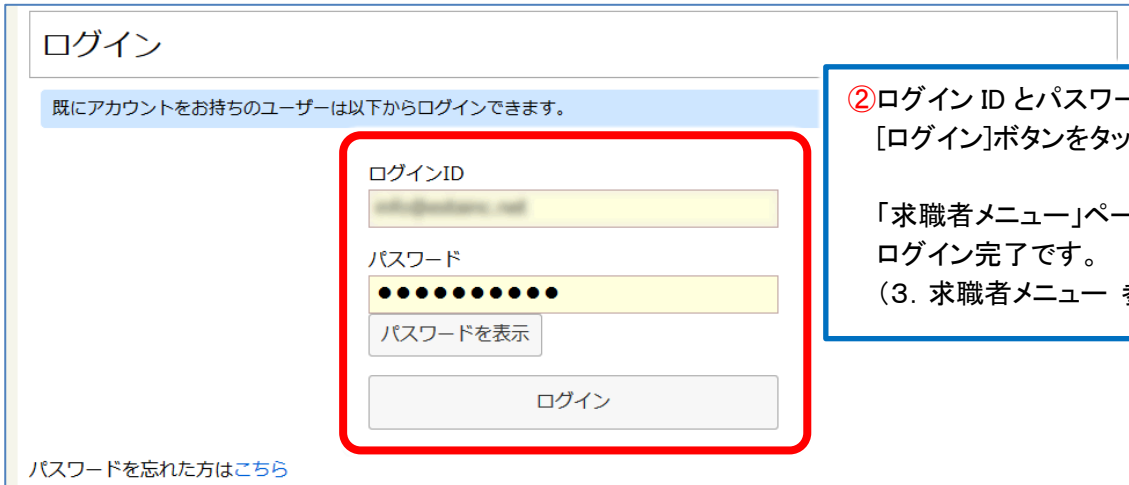 ログイン
既にアカウントをお持ちのユーザーは以下からログインできます。
ログインID
パスワード
●●●●●●●●●●
パスワードを表示
ログイン
パスワードを忘れた方はこちら
②ログイン ID とパスワー
[ログイン]ボタンをタッ
「求職者メニュー」ペー
ログイン完了です。
（３．求職者メニュー